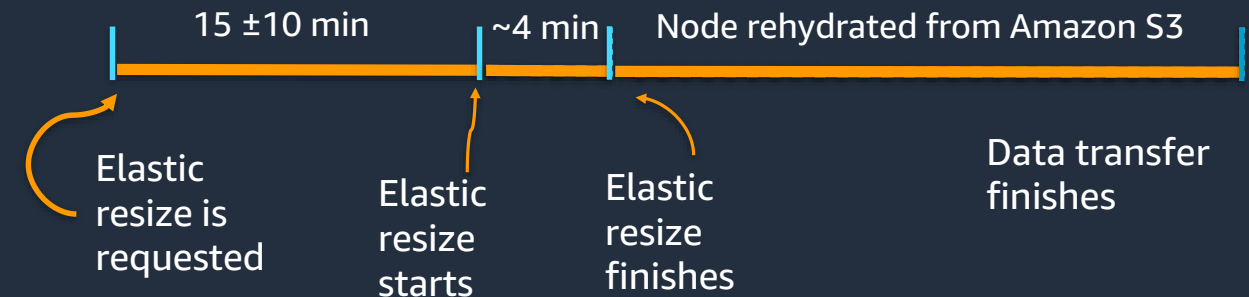 15 ±10 min
~4 min
Node rehydrated from Amazon S3
Elastic
resize is
requested
Elastic
resize
starts
Elastic
resize
finishes
Data transfer
finishes